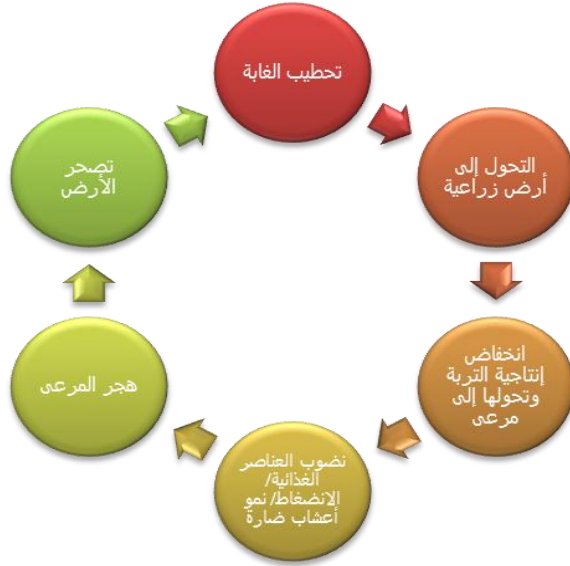 تحطيب الغابة
التحول إلى
أرض زراعية
انخفاض
إنتاجية التربة
وتحولها إلى
مرعى
نضوب العناصر
الغذائية/
الانضغاط/ نمو
أعشاب ضارة
هجر المرعى
تصحر
الأرض